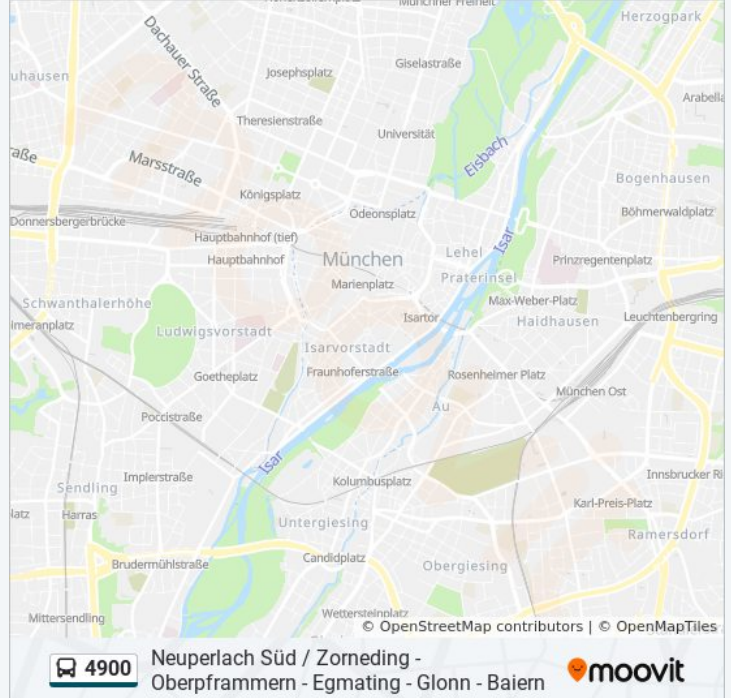 Münchner Freiheit
Herzogpark
Dachauer Straße
Giselastraße
uhausen
Josephsplatz
Arabella
Theresienstraße
Universität
Eisbach
aße
Marsstraße
Bogenhausen
Königsplatz
Odeonsplatz
Böhmerwaldplatz
Donnersbergerbrücke
Hauptbahnhof (tief)
Isar
Lehel
Hauptbahnhof
München
Prinzregentenplatz
Marienplatz
Praterinsel
Schwanthalerhöhe
Max-Weber-Platz
imeranplatz
Isartor
Haidhausen
Leuchtenbergring
Ludwigsvorstadt
Isarvorstadt
Goetheplatz
Fraunhoferstraße
Rosenheimer Platz
München Ost
Au
Poccistraße
Isar
Implerstraße
Kolumbusplatz
Innsbrucker Ri
Sendling
Karl-Preis-Platz
latz
Harras
Untergiesing
Ramersdorf
Brudermühlstraße
Candidplatz
Obergiesing
Mittersendling
Wettersteinplatz
© OpenStreetMap contributors | © OpenMapTiles
4900
Neuperlach Süd / Zorneding -
Oberpframmern - Egmating - Glonn - Baiern
moovit